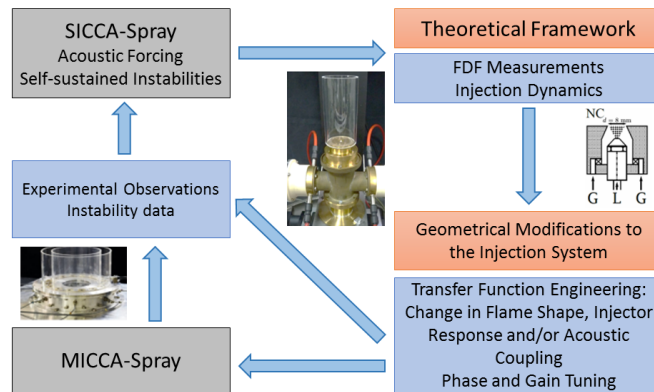 SICCA-Spray
Acoustic Forcing
Self-sustained Instabilities
Theoretical Framework
FDF Measurements
Injection Dynamics
NC
d = 8 mm
G L G
Experimental Observations
Instability data
Geometrical Modifications to
the Injection System
Transfer Function Engineering:
Change in Flame Shape, Injector
Response and/or Acoustic
Coupling
Phase and Gain Tuning
MICCA-Spray